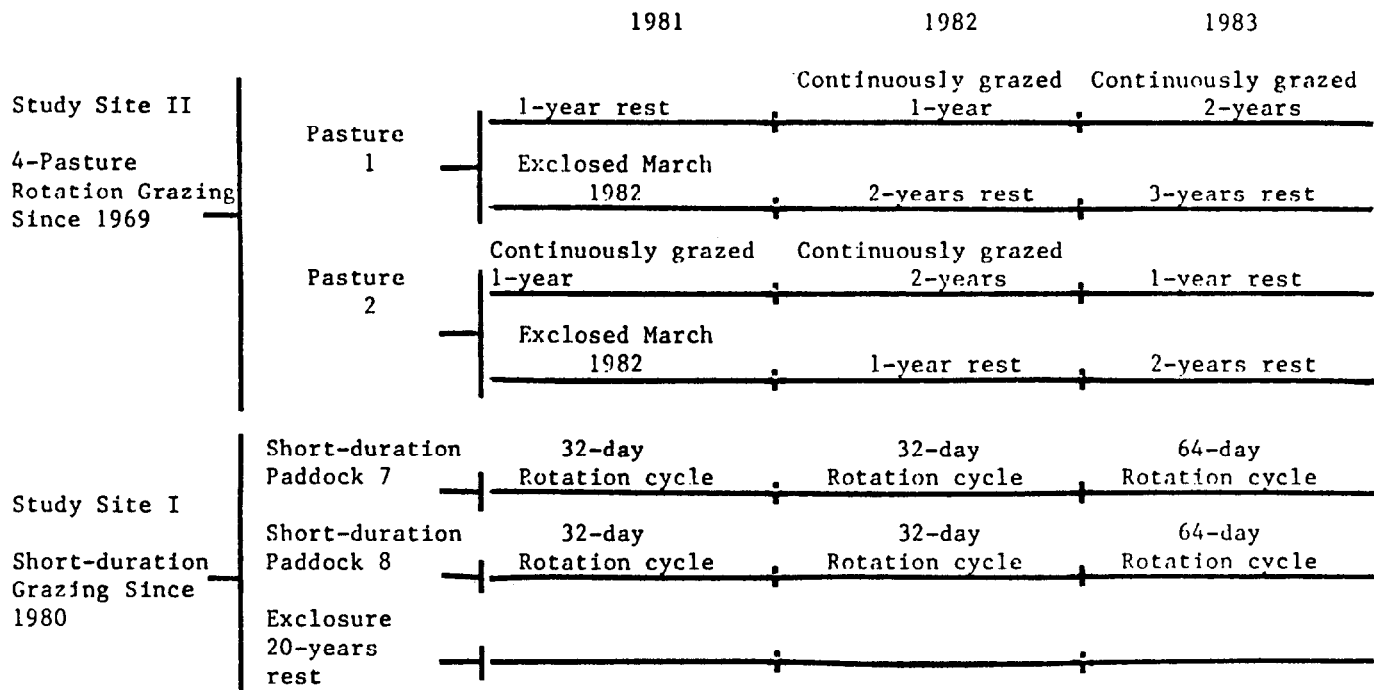 1981 1982 1983
Study Site II
4-Pasture
Rotation Grazing
Since 1969
Pasture
1
1-year rest
Continuously grazed
1-year
Continuously grazed
2-years
Exclosed March
1982
2-years rest
3-years rest
Pasture
2
Continuously grazed
1-year
Continuously grazed
2-years
1-year rest
Exclosed March
1982
1-year rest
2-years rest
Study Site I
Short-duration
Grazing Since
1980
Short-duration
Paddock 7
32-day
Rotation cycle
32-day
Rotation cycle
64-day
Rotation cycle
Short-duration
Paddock 8
32-day
Rotation cycle
32-day
Rotation cycle
64-day
Rotation cycle
Exclosure
20-years
rest